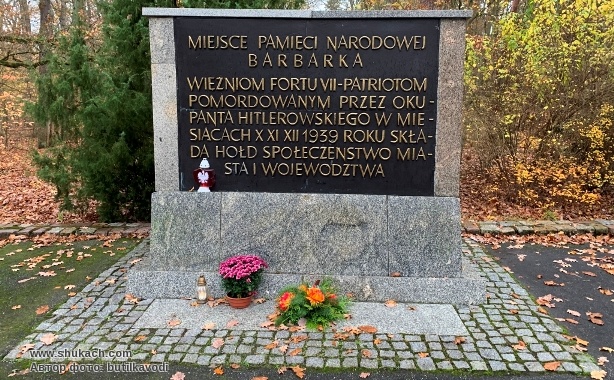 MIEJSCE PAMIĘCI NARODOWEJ
BARBARKA
WIĘŹNIOM FORTU VII-PATRIOTOM
POMORDOWANYM PRZEZ OKU-
PANTA HITLEROWSKIEGO W MIE-
SIĄCACH X XI XII 1939 ROKU SKŁA-
DA HOŁD SPOŁECZEŃSTWO MIA-
STA I WOJEWÓDZTWA
www.shukach.com
Автор фото: butilkavodi